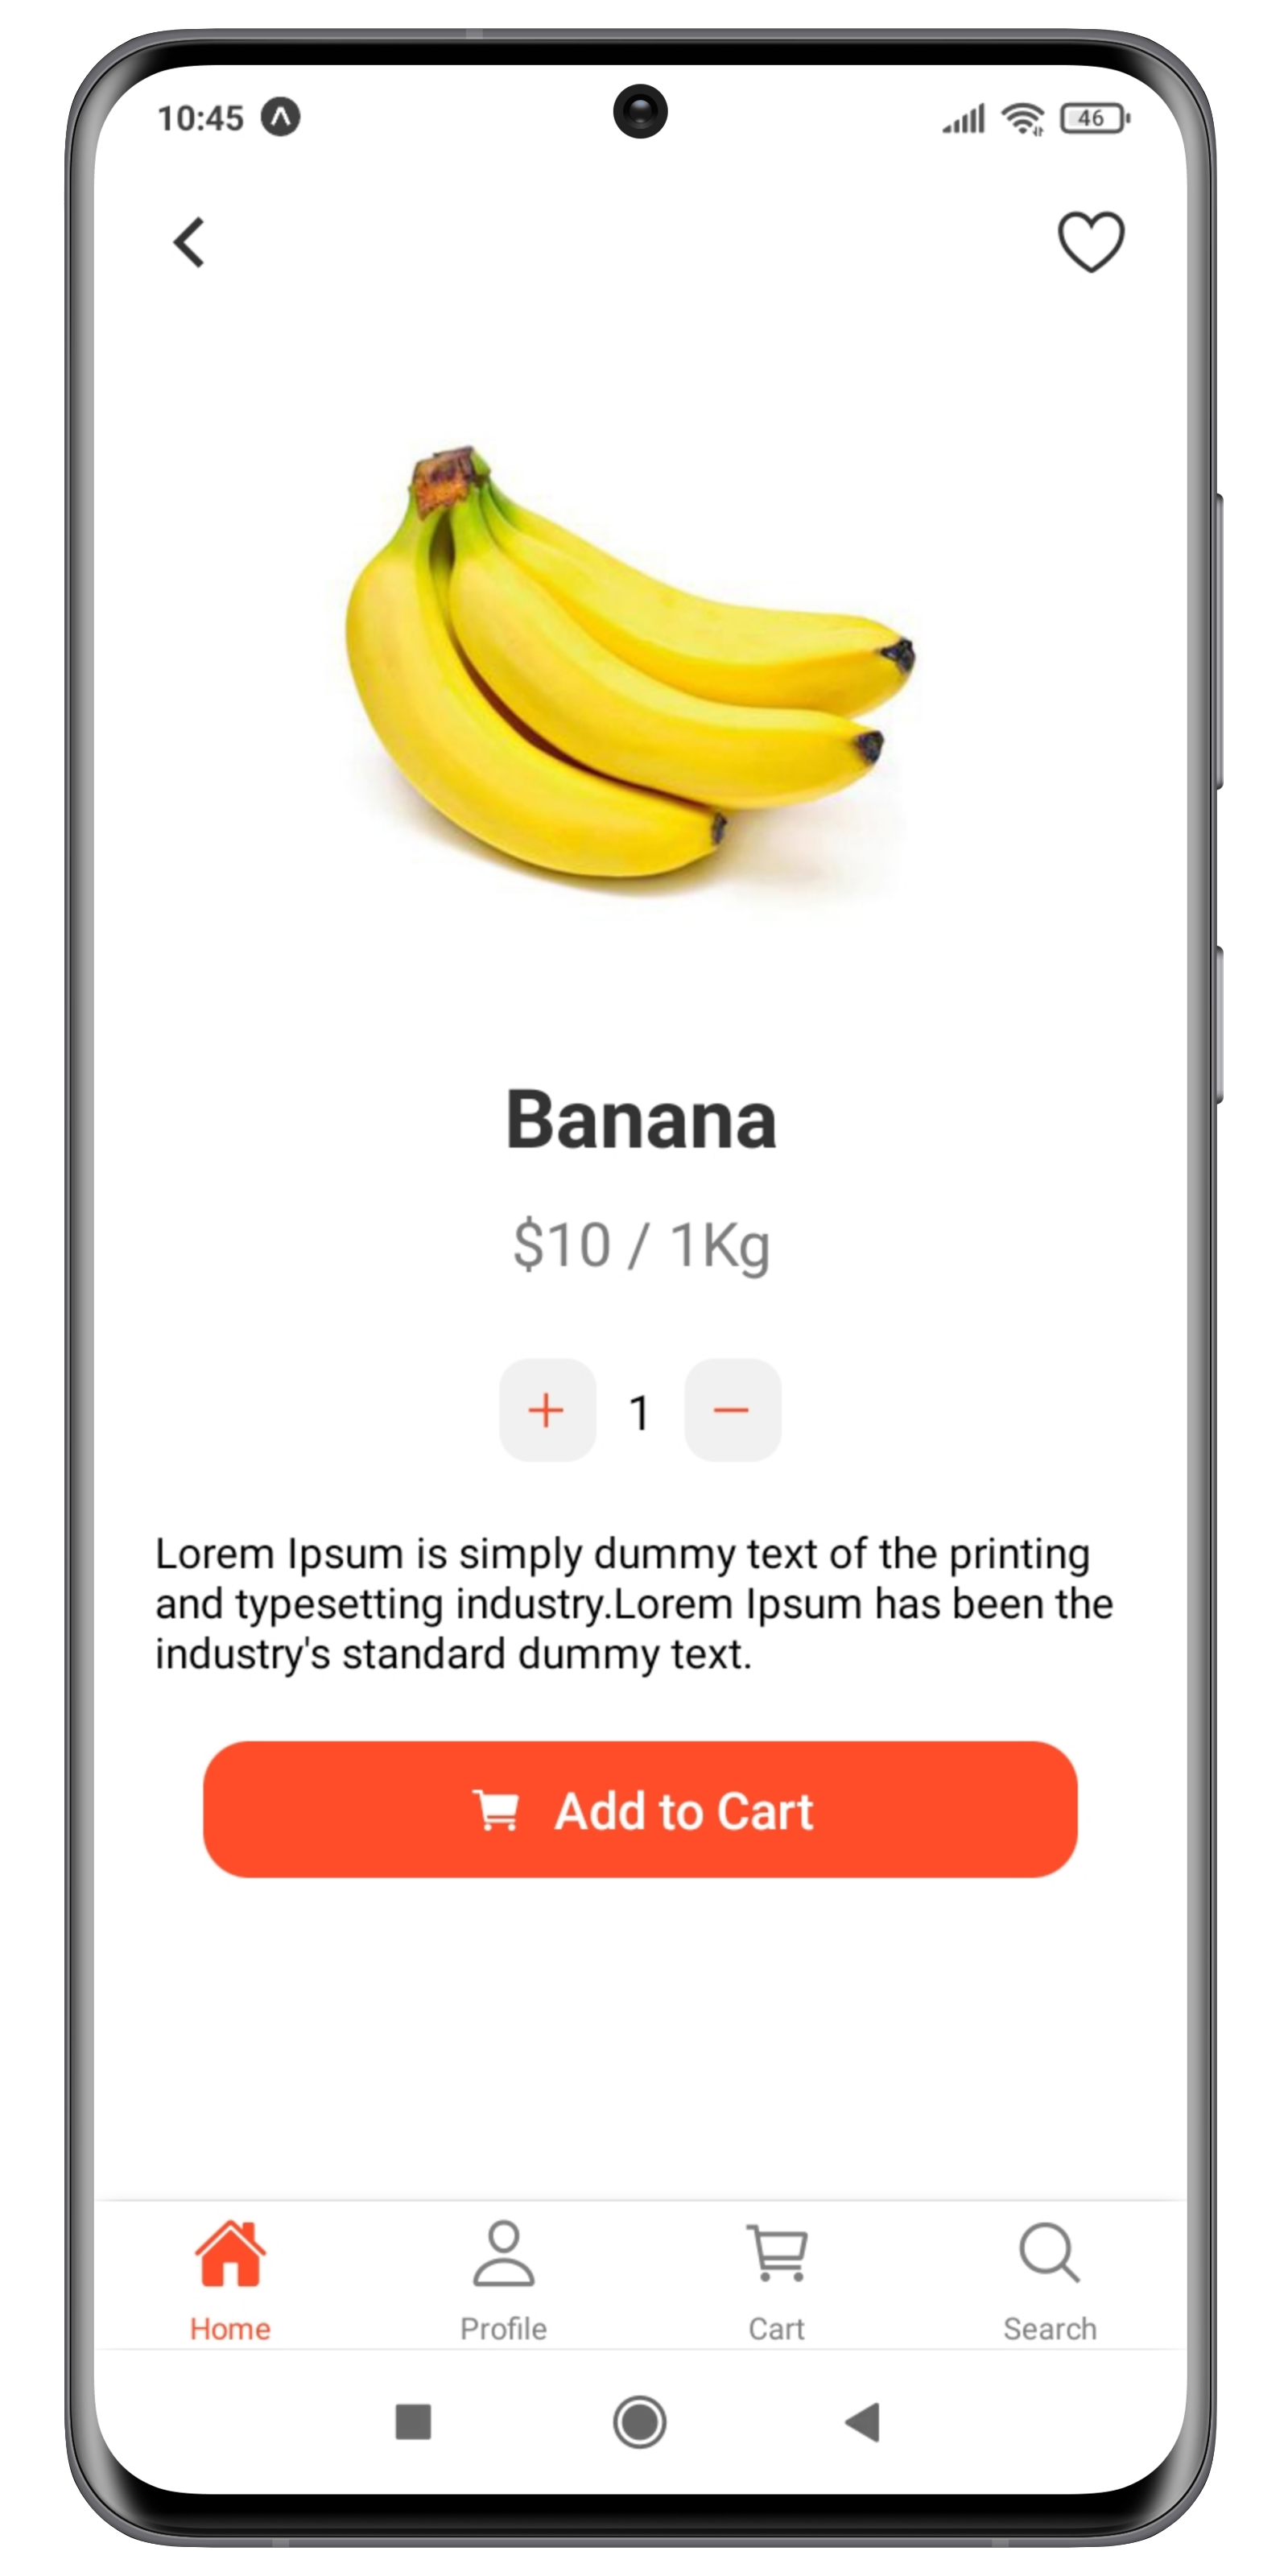 10:45
46
Banana
$10 / 1Kg
+ 1 −
Lorem Ipsum is simply dummy text of the printing
and typesetting industry.Lorem Ipsum has been the
industry's standard dummy text.
Add to Cart
Home Profile Cart Search